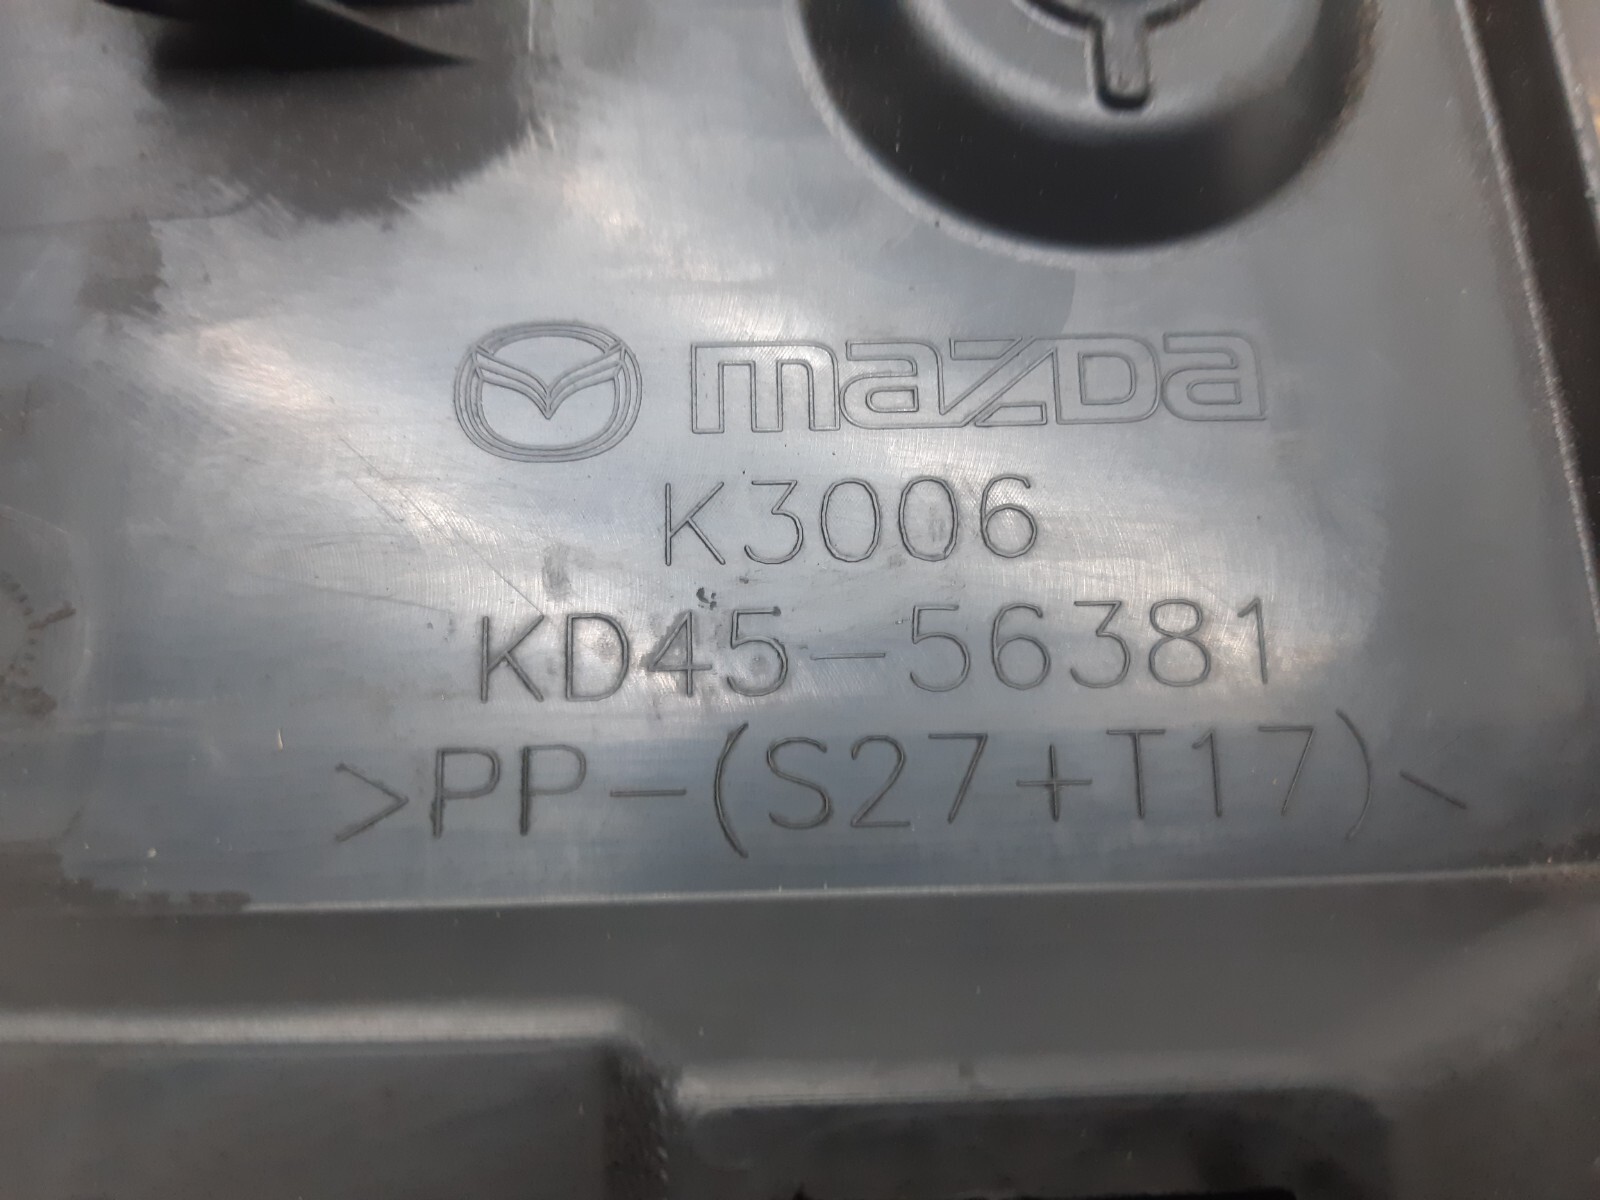 mazda
K3006
KD45-56381
>PP-(S27+T17)<